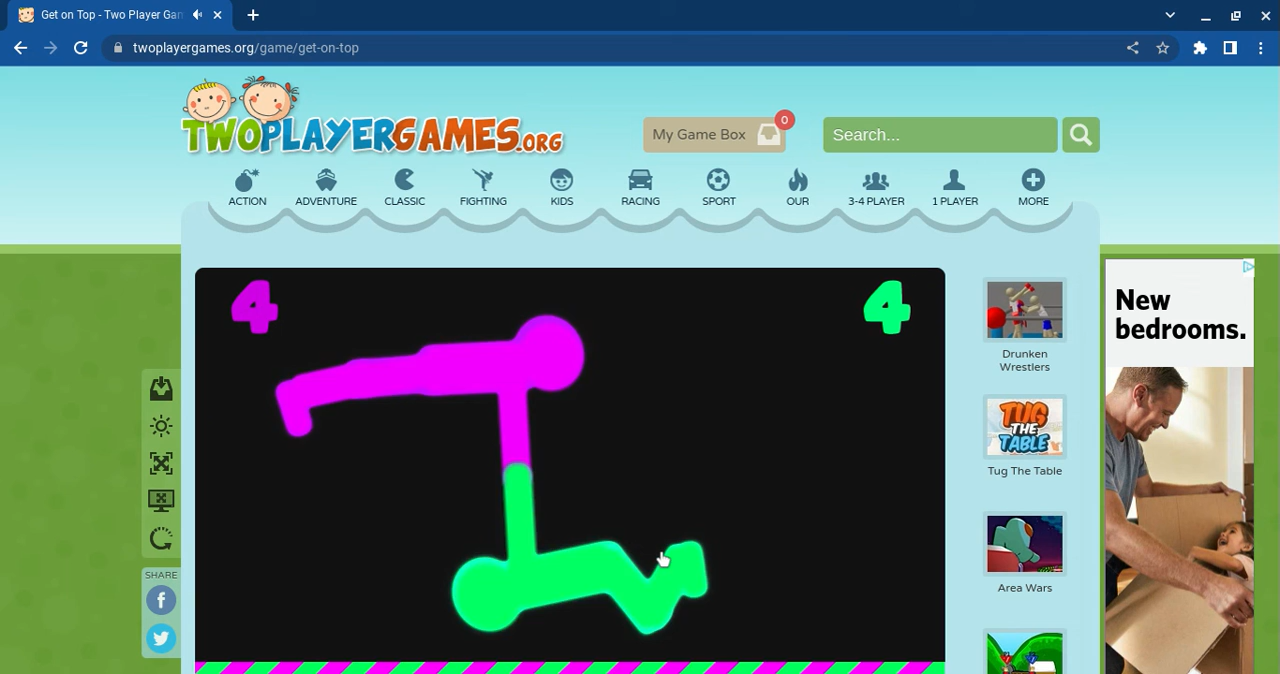 Get on Top - Two Player Gam
twoplayergames.org/game/get-on-top
TWOPLAYERGAMES.ORG
My Game Box
0
Search...
ACTION
ADVENTURE
CLASSIC
FIGHTING
KIDS
RACING
SPORT
OUR
3-4 PLAYER
1 PLAYER
MORE
4
4
New
bedrooms.
Drunken
Wrestlers
TUG
THE
TABLE
Tug The Table
Area Wars
SHARE